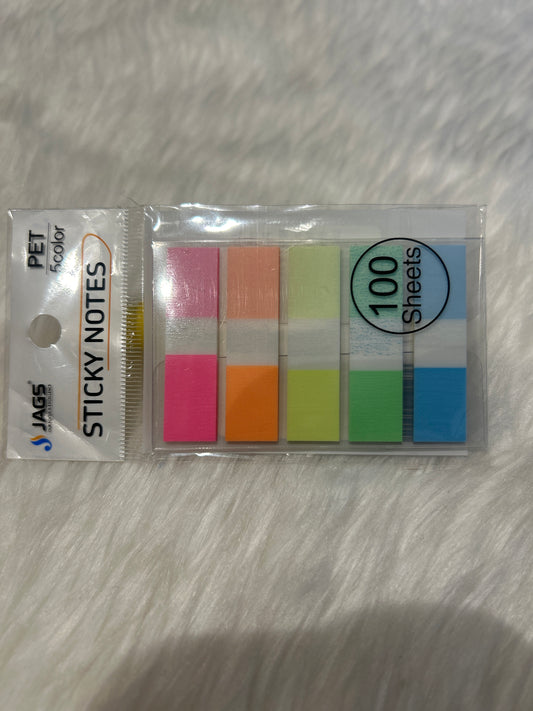 JAGS
STICKY NOTES
PET
5color
100
Sheets